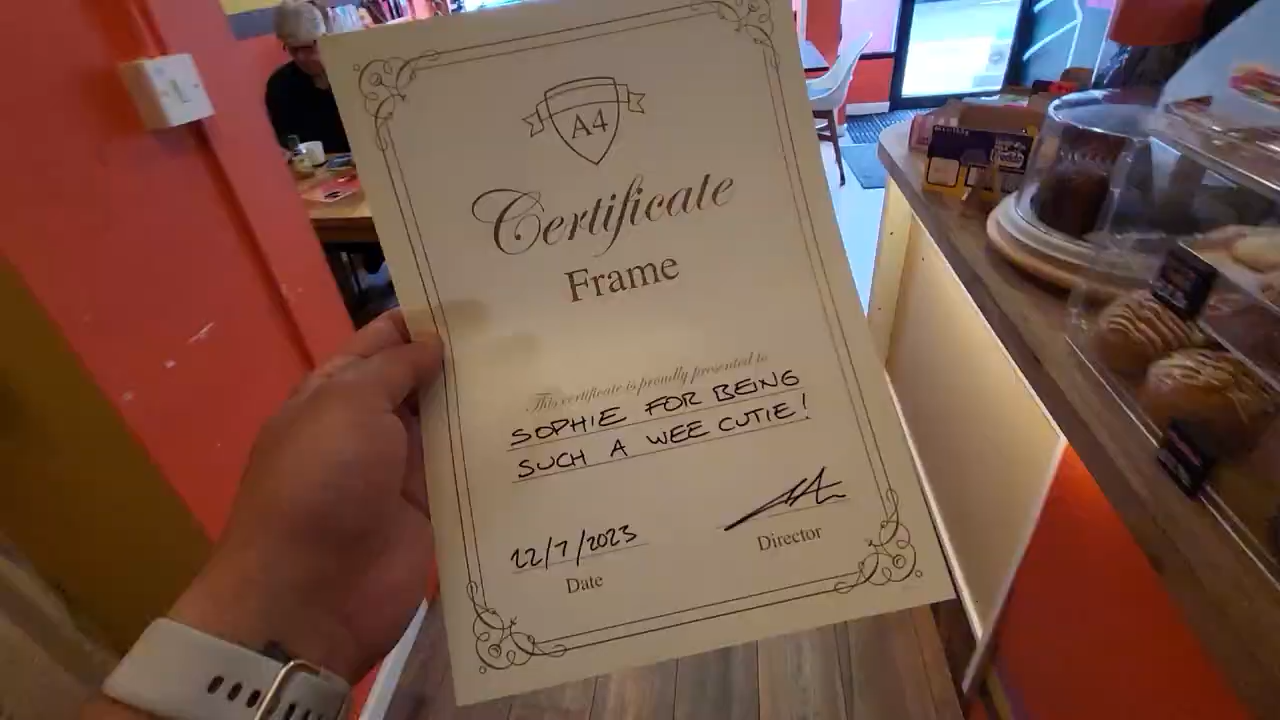 A4
Certificate
Frame
This certificate is proudly presented to
SOPHIE FOR BEING
SUCH A WEE CUTIE!
22/7/2023
Date
Director